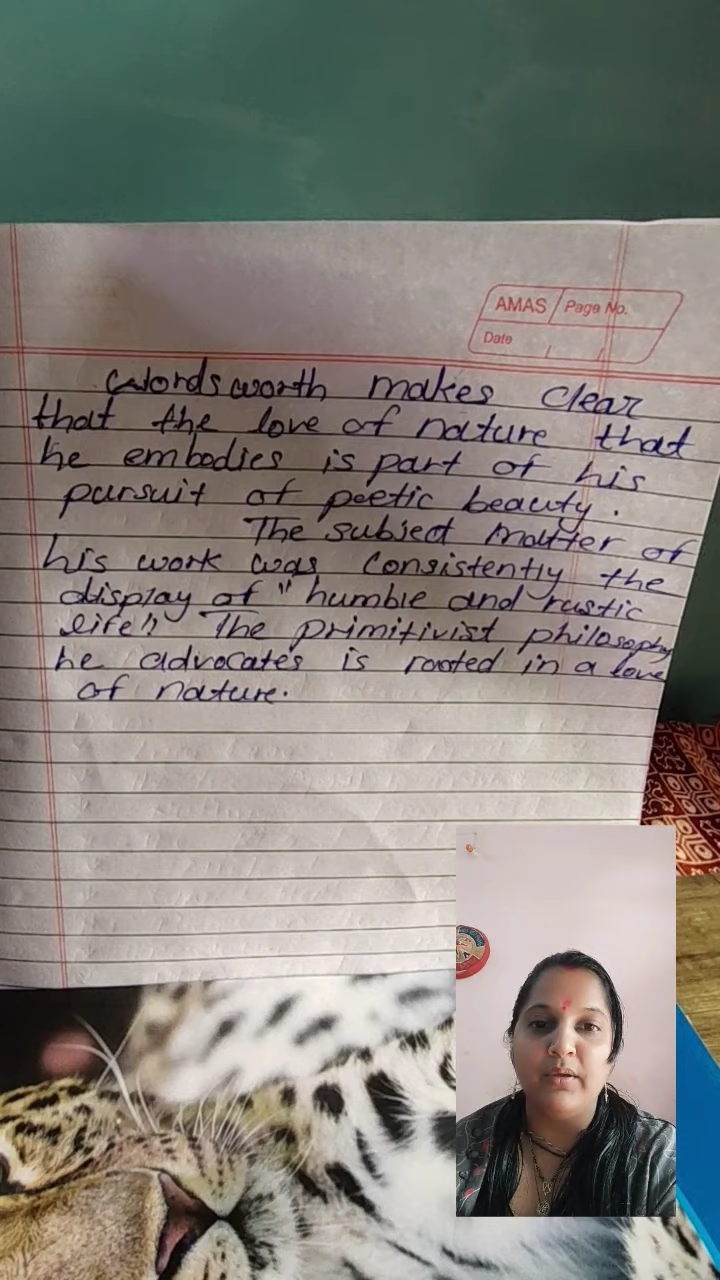 AMAS Page No.
Date
Wordsworth makes clear
that the love of nature that
he embodies is part of his
pursuit of poetic beauty.
The subject matter of
his work was consistently the
display of "humble and rustic
life" The primitivist philosophy
he advocates is rooted in a love
of nature.